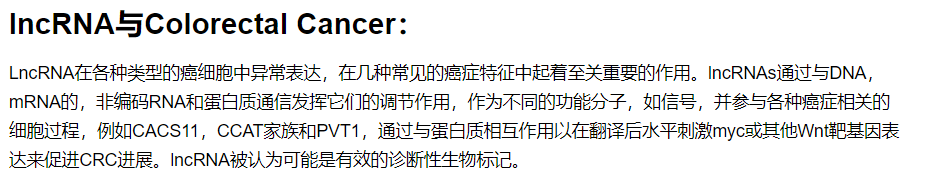 lncRNA与Colorectal Cancer：
LncRNA在各种类型的癌细胞中异常表达，在几种常见的癌症特征中起着至关重要的作用。lncRNAs通过与DNA，
mRNA的，非编码RNA和蛋白质通信发挥它们的调节作用，作为不同的功能分子，如信号，并参与各种癌症相关的
细胞过程，例如CACS11，CCAT家族和PVT1，通过与蛋白质相互作用以在翻译后水平刺激myc或其他Wnt靶基因表
达来促进CRC进展。lncRNA被认为可能是有效的诊断性生物标记。